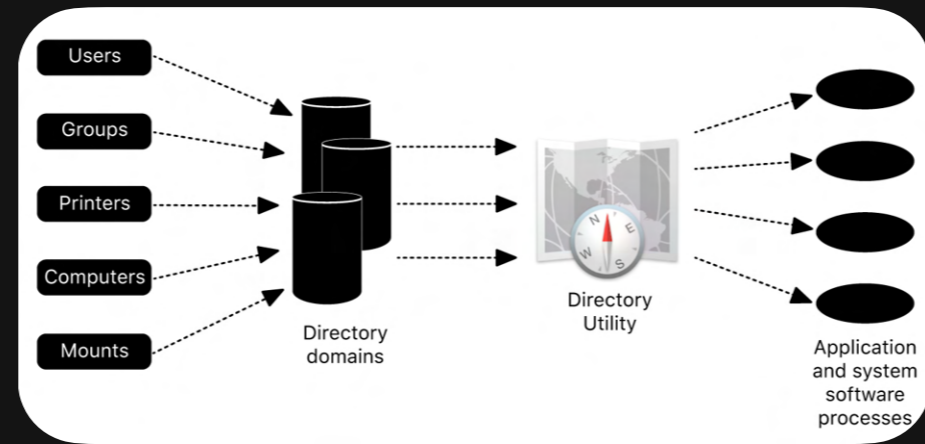 Users
Groups
Printers
Computers
Mounts
Directory
domains
N
E
S
W
Directory
Utility
Application
and system
software
processes